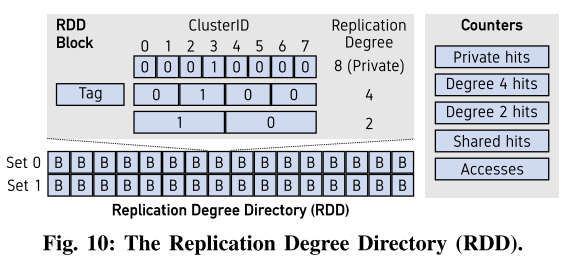 RDD Block
ClusterID
Replication Degree
0 1 2 3 4 5 6 7
0 0 0 1 0 0 0 0
8 (Private)
Tag
0 1 0 0
4
1 0
2
Set 0 B B B B B B B B B B B B B B B B
Set 1 B B B B B B B B B B B B B B B B
Replication Degree Directory (RDD)
Counters
Private hits
Degree 4 hits
Degree 2 hits
Shared hits
Accesses
Fig. 10: The Replication Degree Directory (RDD).